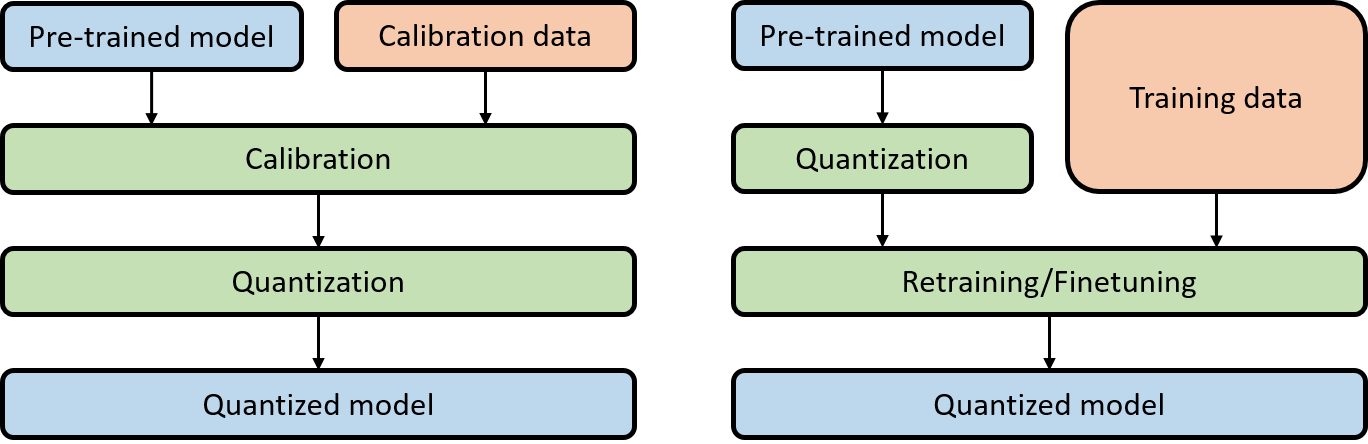 Pre-trained model
Calibration data
Calibration
Quantization
Quantized model
Pre-trained model
Training data
Quantization
Retraining/Finetuning
Quantized model